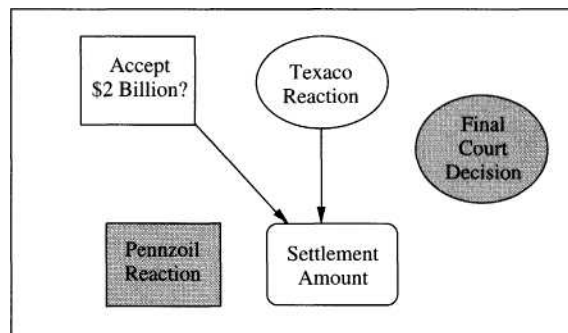 Accept
$2 Billion?
Texaco
Reaction
Final
Court
Decision
Pennzoil
Reaction
Settlement
Amount